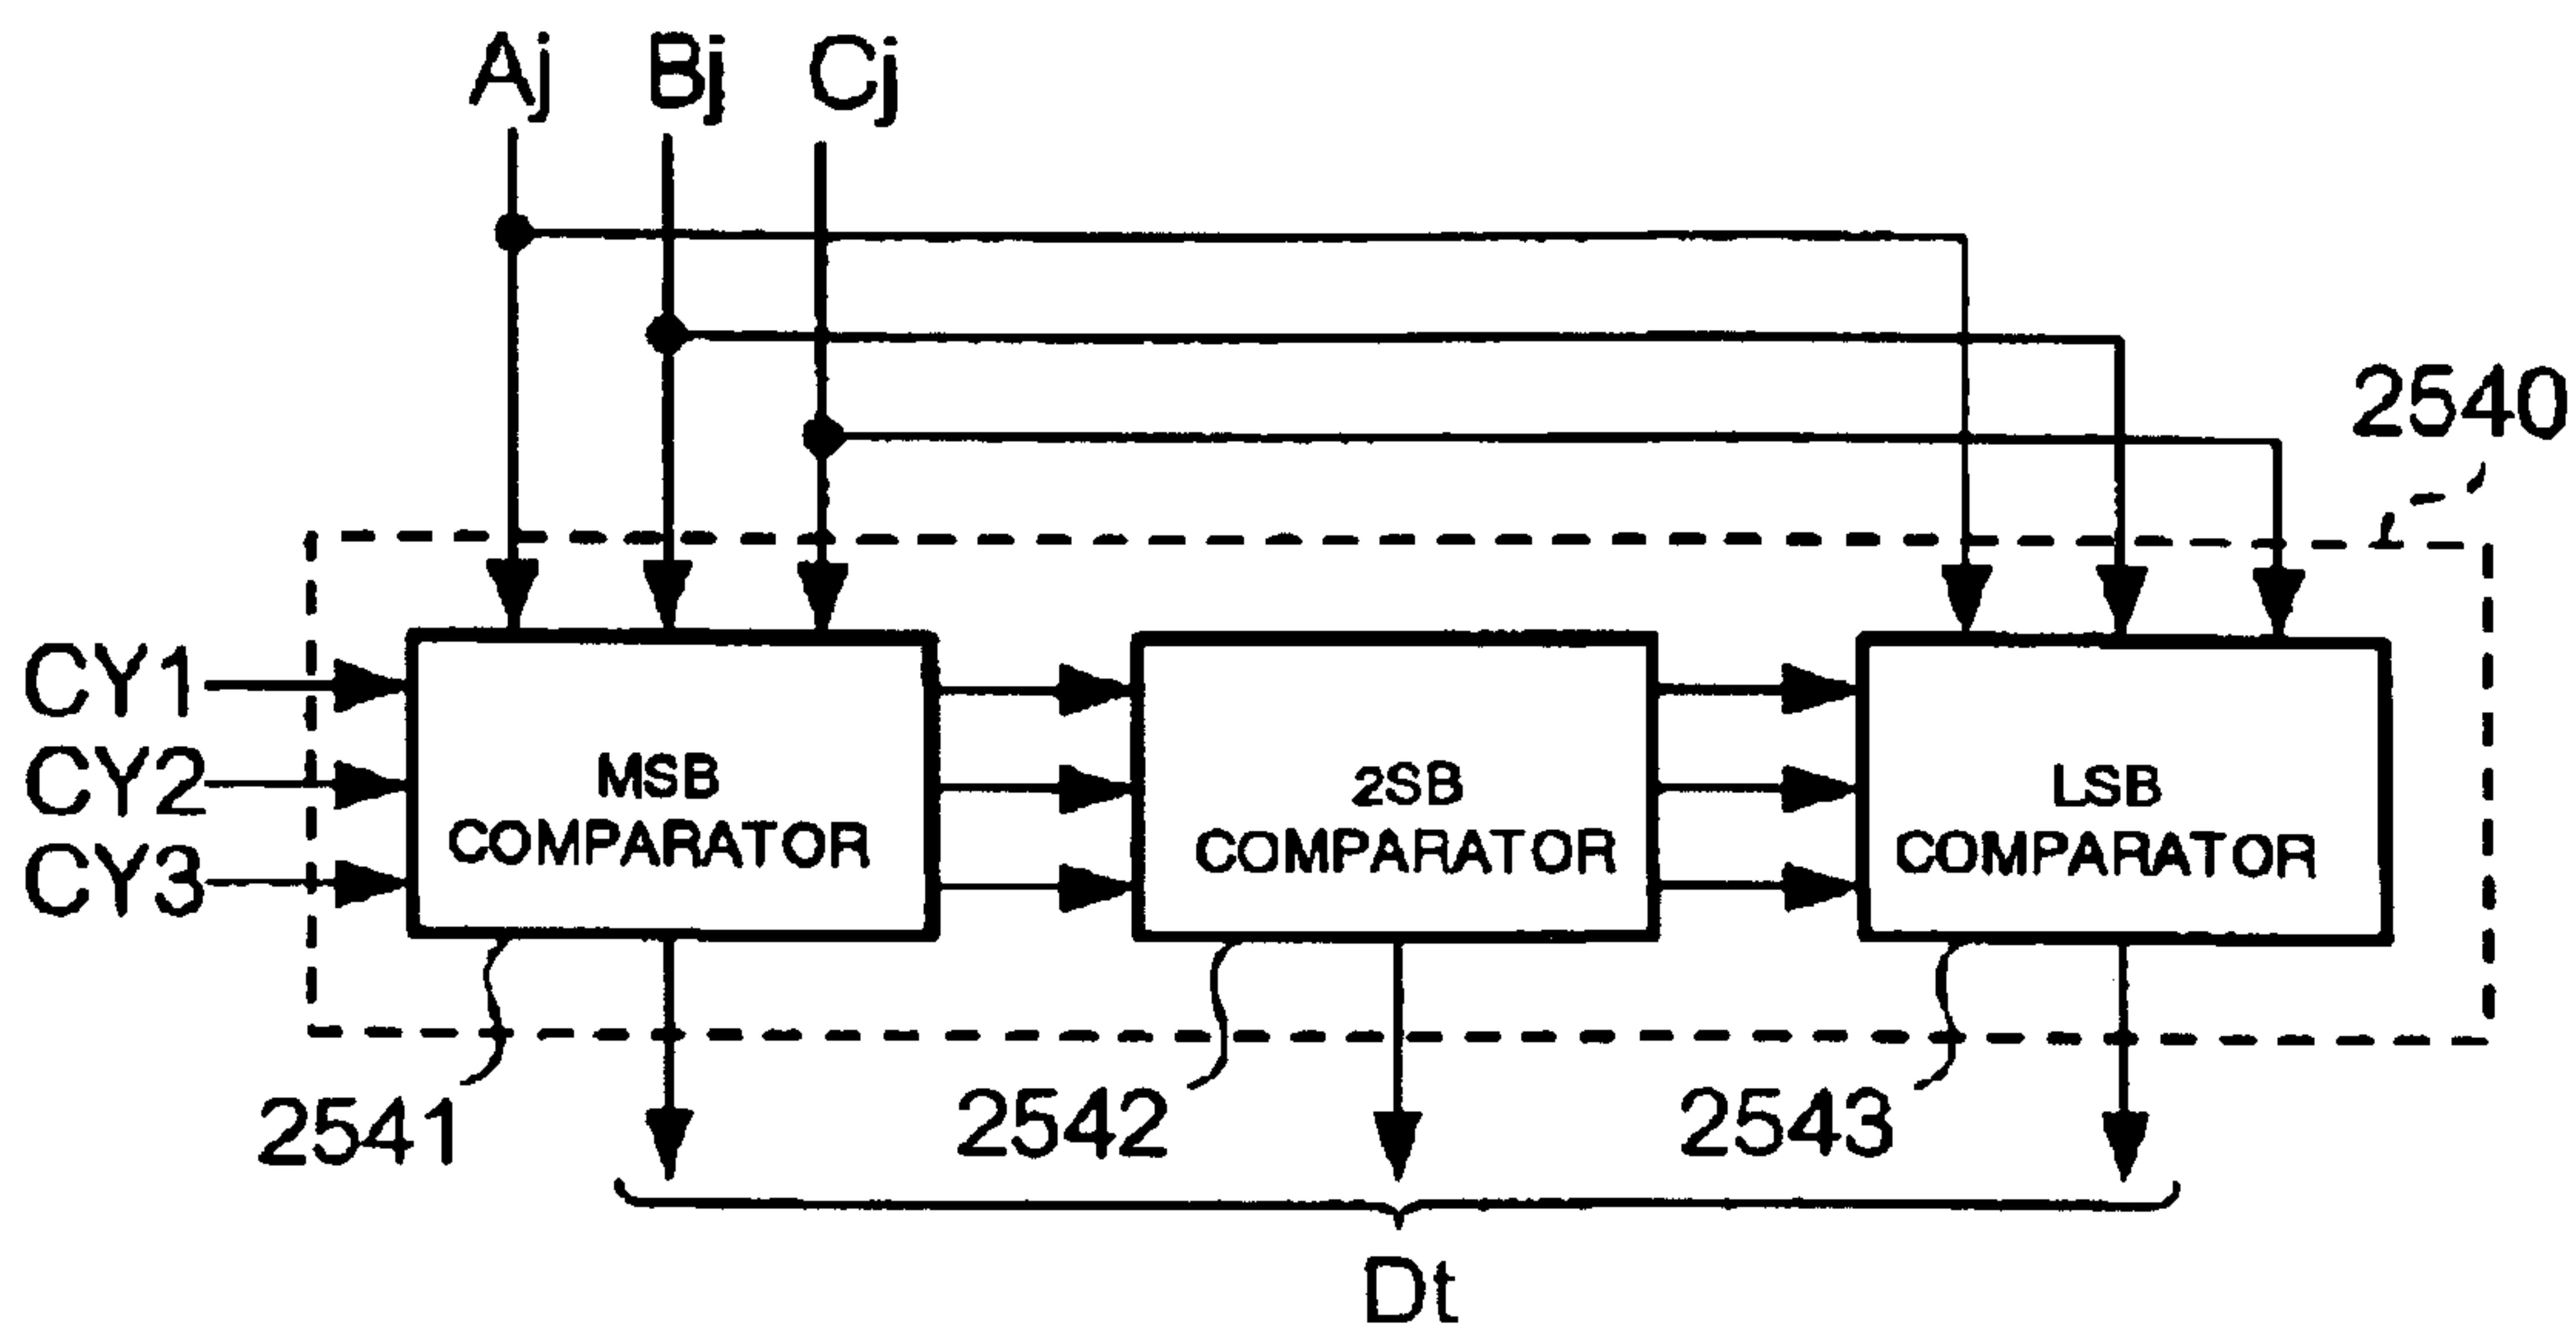 Aj Bj Cj
2540
CY1
CY2
CY3
MSB
COMPARATOR
2SB
COMPARATOR
LSB
COMPARATOR
2541
2542
2543
Dt